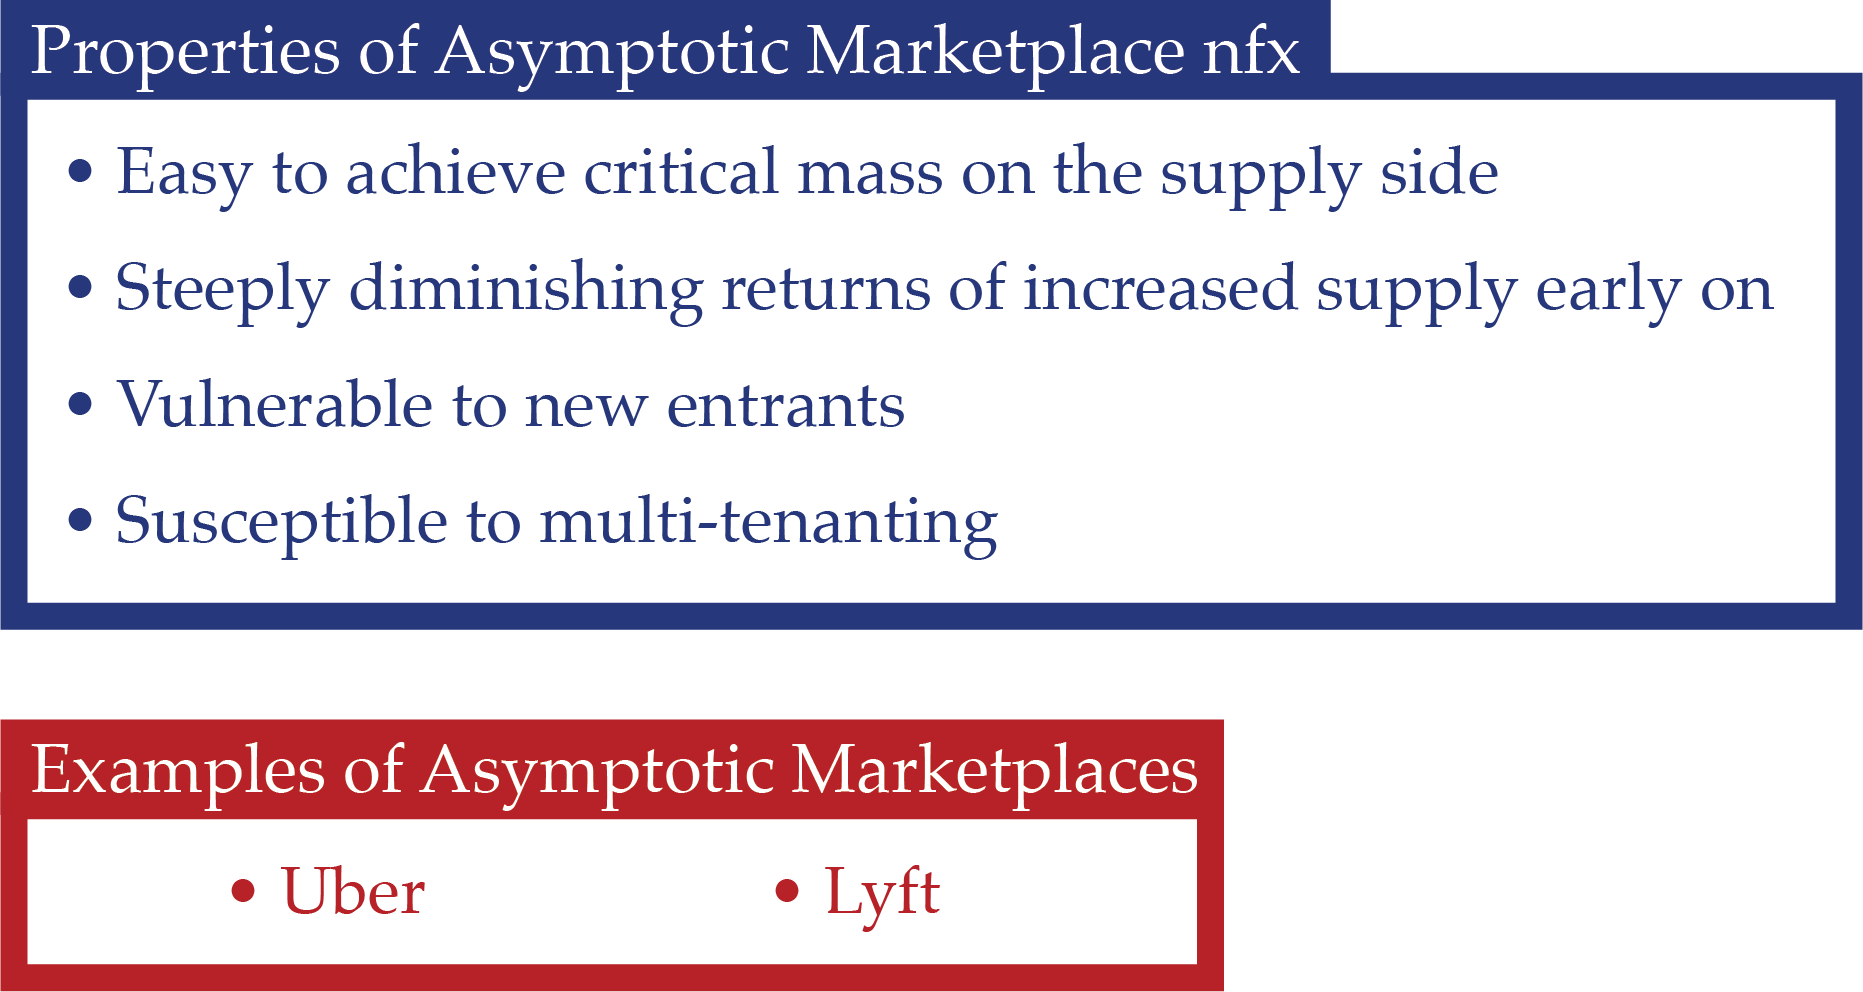 Properties of Asymptotic Marketplace nfx
• Easy to achieve critical mass on the supply side
• Steeply diminishing returns of increased supply early on
• Vulnerable to new entrants
• Susceptible to multi-tenanting
Examples of Asymptotic Marketplaces
• Uber • Lyft